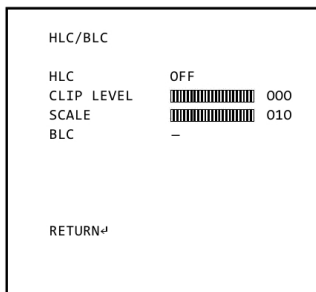 HLC/BLC
HLC OFF
CLIP LEVEL 000
SCALE 010
BLC –
RETURN↵